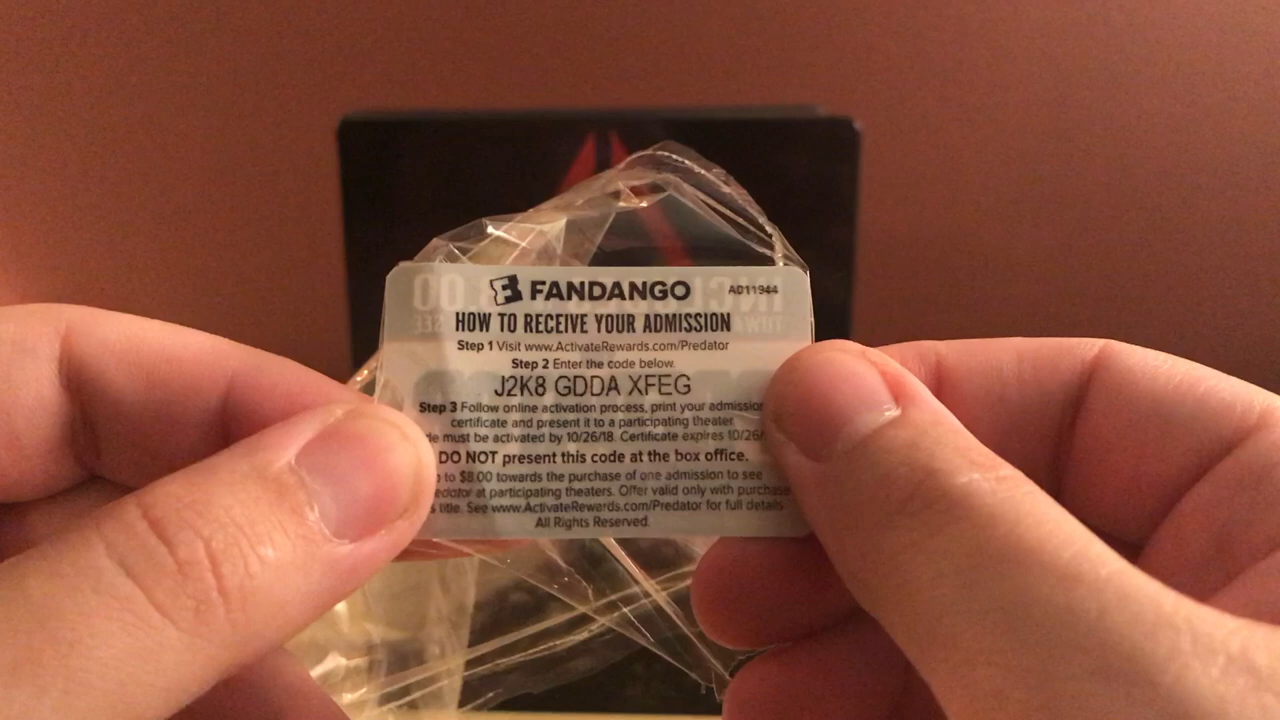 FANDANGO A011944
HOW TO RECEIVE YOUR ADMISSION
Step 1 Visit www.ActivateRewards.com/Predator
Step 2 Enter the code below.
J2K8 GDDA XFEG
Step 3 Follow online activation process, print your admission
certificate and present it to a participating theater
must be activated by 10/26/18. Certificate expires 10/26/
DO NOT present this code at the box office.
to $8.00 towards the purchase of one admission to see
at participating theaters. Offer valid only with purchase
title. See www.ActivateRewards.com/Predator for full details
All Rights Reserved.